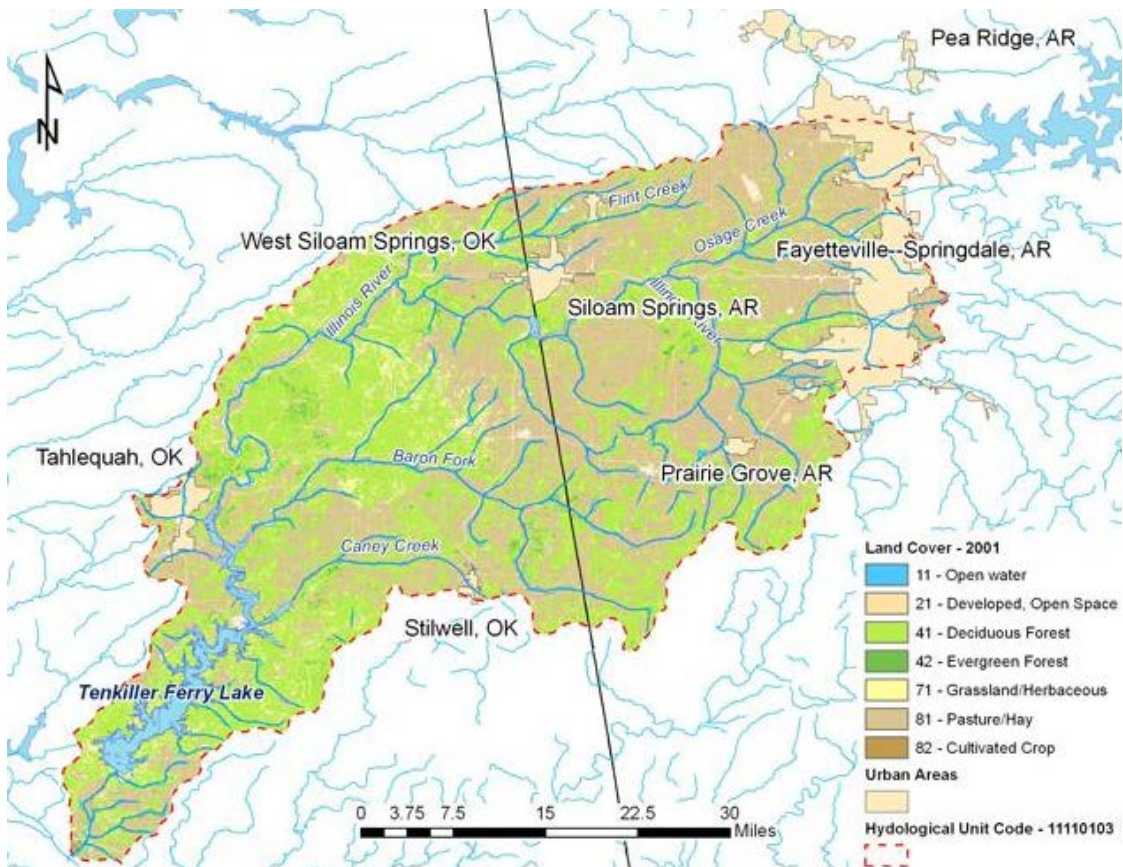 Pea Ridge, AR
N
Flint Creek
West Siloam Springs, OK
Osage Creek
Fayetteville--Springdale, AR
Illinois River
Siloam Springs, AR
Illinois River
Tahlequah, OK
Baron Fork
Prairie Grove, AR
Caney Creek
Stilwell, OK
Tenkiller Ferry Lake
Land Cover - 2001
11 - Open water
21 - Developed, Open Space
41 - Deciduous Forest
42 - Evergreen Forest
71 - Grassland/Herbaceous
81 - Pasture/Hay
82 - Cultivated Crop
Urban Areas
Hydological Unit Code - 11110103
0 3.75 7.5 15 22.5 30
Miles